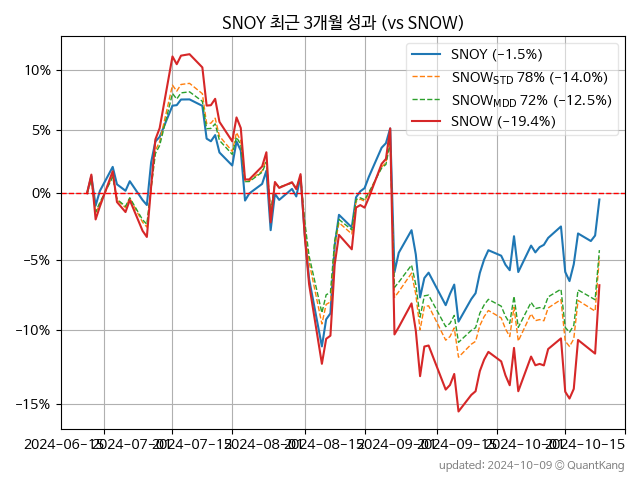 SNOY 최근 3개월 성과 (vs SNOW)
SNOY (−1.5%)
SNOW_STD 78% (−14.0%)
SNOW_MDD 72% (−12.5%)
SNOW (−19.4%)
10%
5%
0%
−5%
−10%
−15%
2024−06−15 2024−07−01 2024−07−15 2024−08−01 2024−08−15 2024−09−01 2024−09−15 2024−10−01 2024−10−15
updated: 2024-10-09 © QuantKang